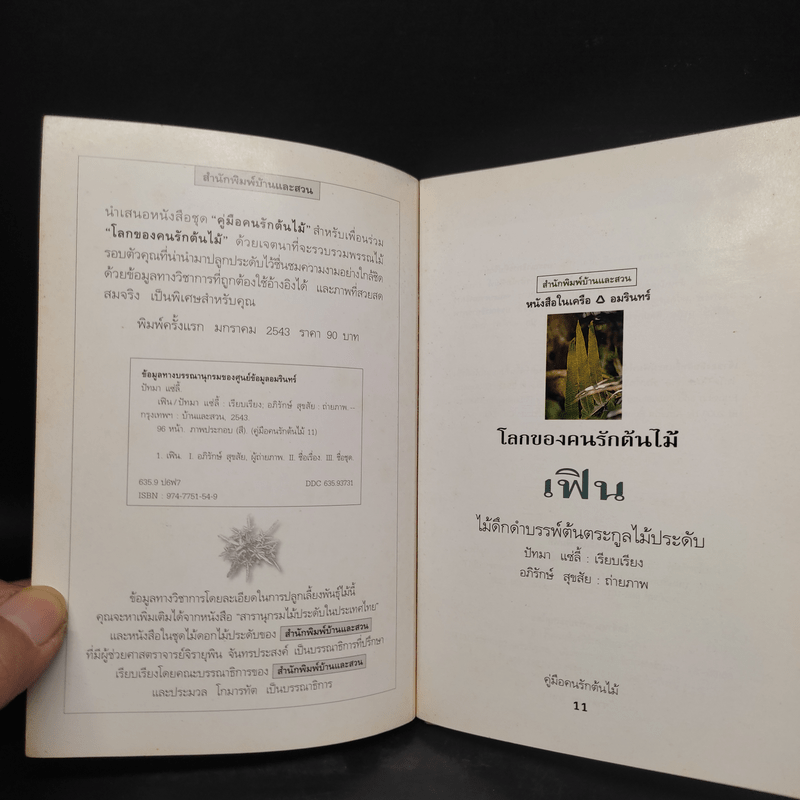 สำนักพิมพ์บ้านและสวน
นำเสนอหนังสือชุด “คู่มือคนรักต้นไม้” สำหรับเพื่อนร่วม
“โลกของคนรักต้นไม้” ด้วยเจตนาที่จะรวบรวมพรรณไม้
รอบตัวคุณที่น่านำมาปลูกประดับไว้ชื่นชมความงามอย่างใกล้ชิด
ด้วยข้อมูลทางวิชาการที่ถูกต้องใช้อ้างอิงได้ และภาพที่สวยสด
สมจริง เป็นพิเศษสำหรับคุณ
พิมพ์ครั้งแรก มกราคม 2543 ราคา 90 บาท
ข้อมูลทางบรรณานุกรมของศูนย์ข้อมูลอมรินทร์
ปัทมา แซ่ลี้.
เฟิน / ปัทมา แซ่ลี้ : เรียบเรียง; อภิรักษ์ สุขสัย : ถ่ายภาพ.--
กรุงเทพฯ : บ้านและสวน, 2543.
96 หน้า. ภาพประกอบ (สี). (คู่มือคนรักต้นไม้ 11)
1. เฟิน. I. อภิรักษ์ สุขสัย, ผู้ถ่ายภาพ. II. ชื่อเรื่อง. III. ชื่อชุด.
635.9 ป6ฟ7 DDC 635.93731
ISBN : 974-7751-54-9
ข้อมูลทางวิชาการโดยละเอียดในการปลูกเลี้ยงพันธุ์ไม้นี้
คุณจะหาเพิ่มเติมได้จากหนังสือ “สารานุกรมไม้ประดับในประเทศไทย”
และหนังสือในชุดไม้ดอกไม้ประดับของ สำนักพิมพ์บ้านและสวน
ที่มีผู้ช่วยศาสตราจารย์จิรายุพิน จันทรประสงค์ เป็นบรรณาธิการที่ปรึกษา
เรียบเรียงโดยคณะบรรณาธิการของ สำนักพิมพ์บ้านและสวน
และประมวล โกมารทัต เป็นบรรณาธิการ
สำนักพิมพ์บ้านและสวน
หนังสือในเครือ อมรินทร์
โลกของคนรักต้นไม้
เฟิน
ไม้ดึกดำบรรพ์ต้นตระกูลไม้ประดับ
ปัทมา แซ่ลี้ : เรียบเรียง
อภิรักษ์ สุขสัย : ถ่ายภาพ
คู่มือคนรักต้นไม้
11